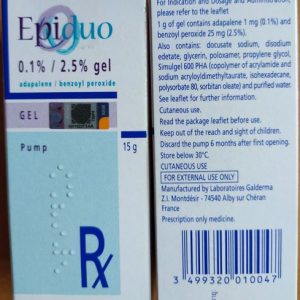 Epiduo
0.1% / 2.5% gel
adapalene / benzoyl peroxide
GEL
Pump
15 g
Rx
For Indication and Dosage and Administration,
please refer to the leaflet
1 g of gel contains adapalene 1 mg (0.1%) and
benzoyl peroxide 25 mg (2.5%).
Also contains: docusate sodium, disodium
edetate, glycerin, poloxamer, propylene glycol,
Simulgel 600 PHA (copolymer of acrylamide and
sodium acryloyldimethyltaurate, isohexadecane,
polysorbate 80, sorbitan oleate) and purified water.
See leaflet for further information.
Cutaneous use.
Read the package leaflet before use.
Keep out of the reach and sight of children.
Discard the pump 6 months after first opening.
Store below 30°C.
CUTANEOUS USE
FOR EXTERNAL USE ONLY
Manufactured by Laboratoires Galderma
Z.I. Montdésir - 74540 Alby sur Chéran
France
Prescription only medicine.
3 499320 010047